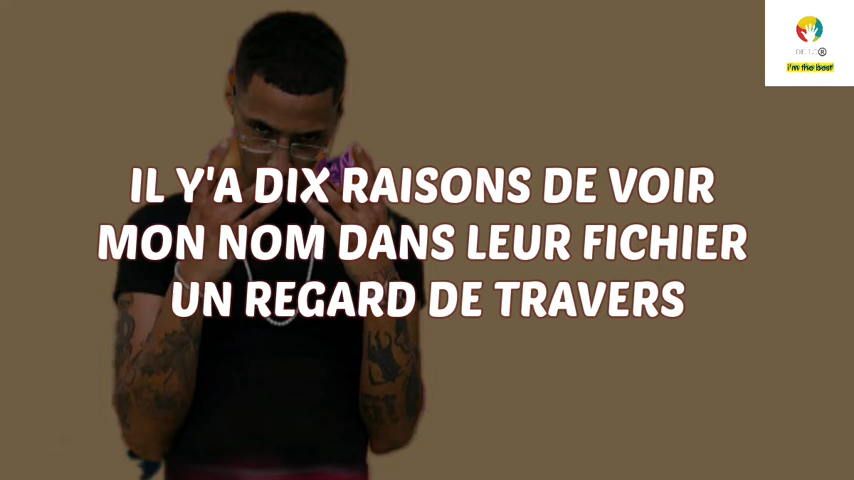 IL Y'A DIX RAISONS DE VOIR
MON NOM DANS LEUR FICHIER
UN REGARD DE TRAVERS
®
i'm the best